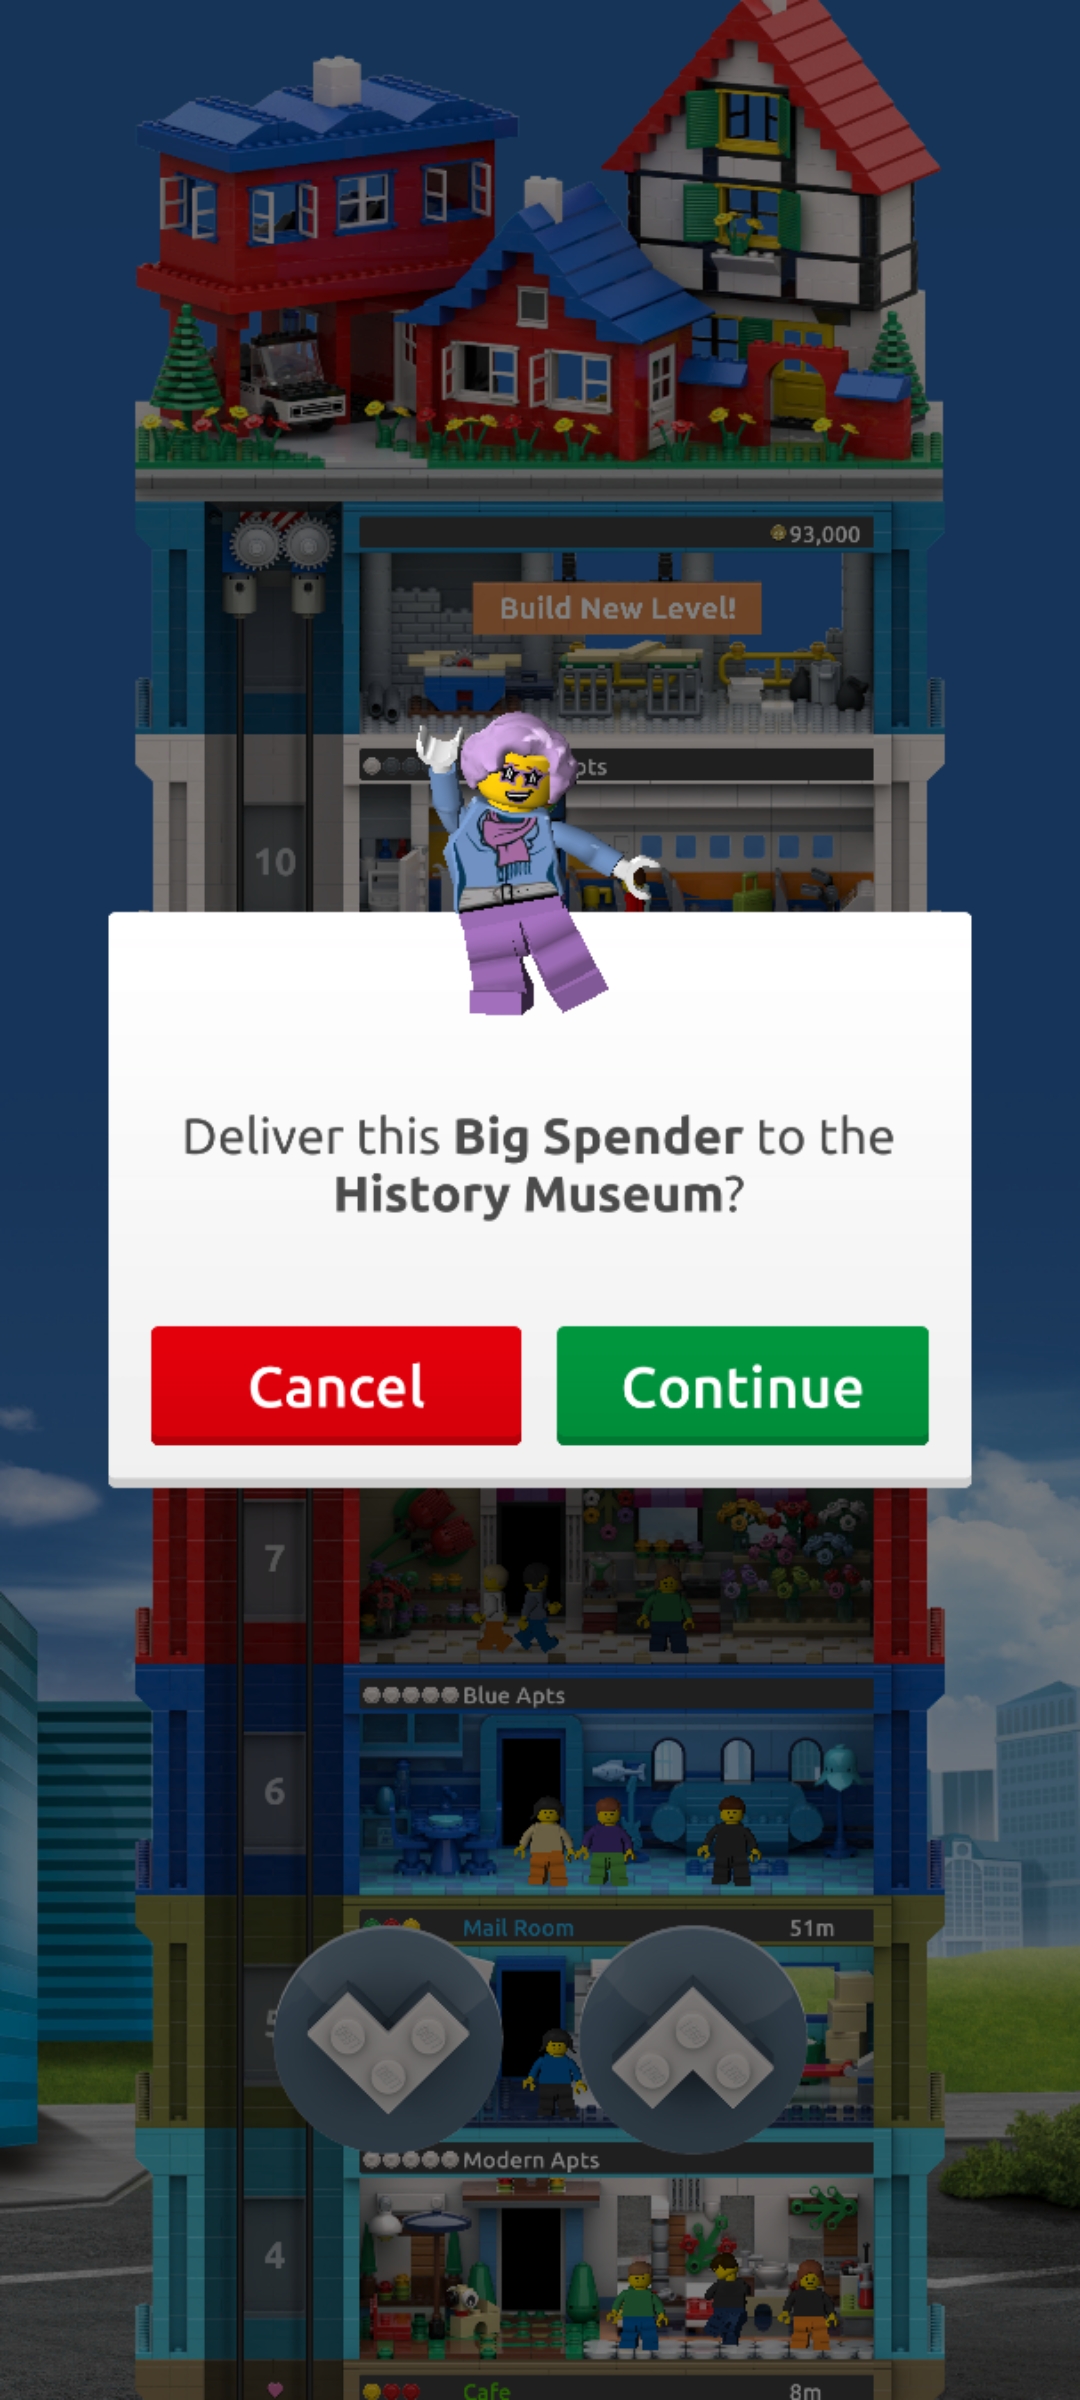 93,000
Build New Level!
pts
10
Deliver this Big Spender to the
History Museum?
Cancel
Continue
7
Blue Apts
6
Mail Room
51m
Modern Apts
4
Cafe
8m